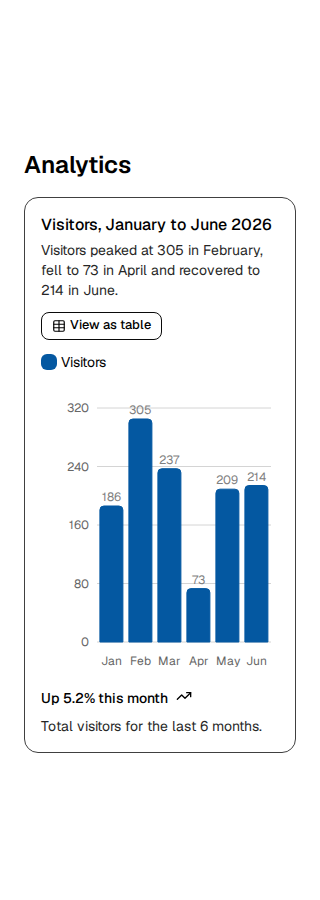 Analytics
Visitors, January to June 2026
Visitors peaked at 305 in February,
fell to 73 in April and recovered to
214 in June.
View as table
Visitors
320
240
160
80
0
186
305
237
73
209
214
Jan Feb Mar Apr May Jun
Up 5.2% this month
Total visitors for the last 6 months.